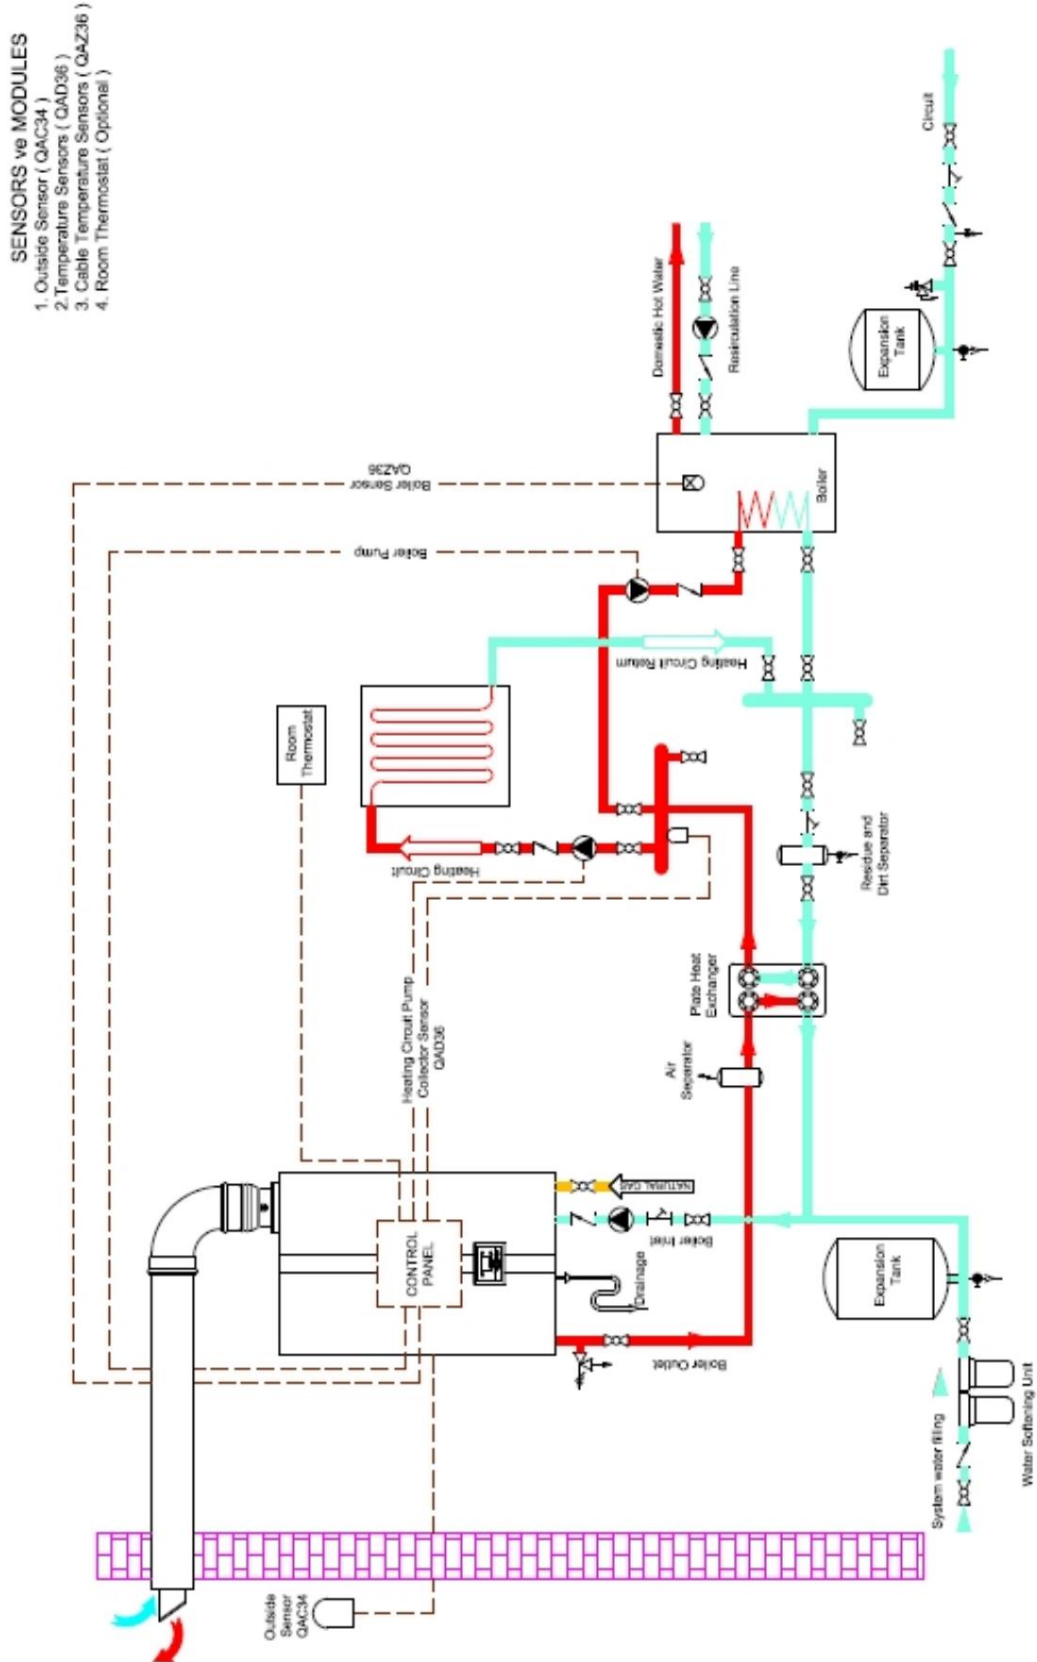 SENSORS ve MODULES
1. Outside Sensor ( QAC34 )
2.Temperature Sensors ( QAD36 )
3. Cable Temperature Sensors ( QAZ36 )
4. Room Thermostat ( Optional )
Circuit
Domestic Hot Water
Resirculation Line
Expansion
Tank
Boiler Sensor
QAZ36
Boiler
Boiler Pump
Heating Circuit Return
Room
Thermostat
Heating Circuit
Residue and
Dirt Separator
Plate Heat
Exchanger
Heating Circuit Pump
Collector Sensor
QAD36
Air
Separator
NATURAL GAS
Boiler Inlet
CONTROL
PANEL
Drainage
Expansion
Tank
Boiler Outlet
System water filling
Water Softening Unit
Outside
Sensor
QAC34